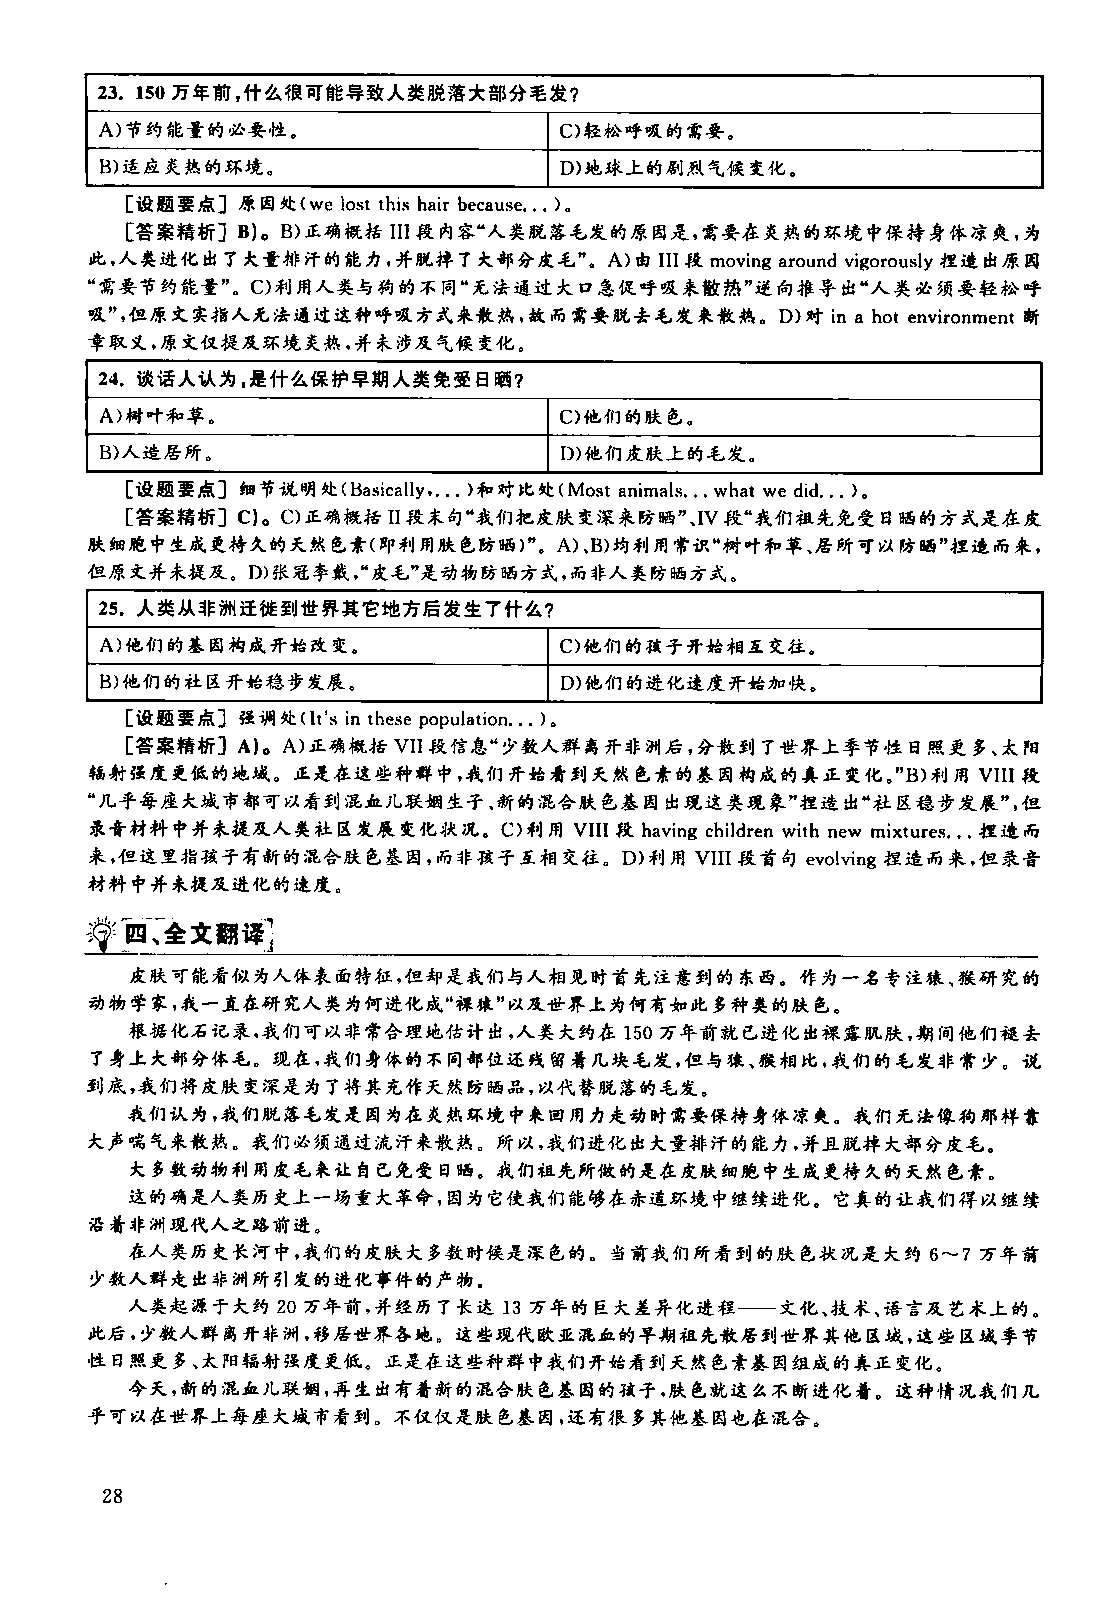 23. 150 万年前,什么很可能导致人类脱落大部分毛发?
A)节约能量的必要性。
C)轻松呼吸的需要。
B)适应炎热的环境。
D)地球上的剧烈气候变化。
[设题要点] 原因处(we lost this hair because...)。
[答案精析] B)。B)正确概括 III 段内容“人类脱落毛发的原因是,需要在炎热的环境中保持身体凉爽,为
此,人类进化出了大量排汗的能力,并脱掉了大部分皮毛”。A)由 III 段 moving around vigorously 捏造出原因
“需要节约能量”。C)利用人类与狗的不同“无法通过大口急促呼吸来散热”逆向推导出“人类必须要轻松呼
吸”,但原文实指人无法通过这种呼吸方式来散热,故而需要脱去毛发来散热。D)对 in a hot environment 断
章取义,原文仅提及环境炎热,并未涉及气候变化。
24. 谈话人认为,是什么保护早期人类免受日晒?
A)树叶和草。
C)他们的肤色。
B)人造居所。
D)他们皮肤上的毛发。
[设题要点] 细节说明处(Basically,...)和对比处(Most animals...what we did...)。
[答案精析] C)。C)正确概括 II 段末句“我们把皮肤变深来防晒”、IV 段“我们祖先免受日晒的方式是在皮
肤细胞中生成更持久的天然色素(即利用肤色防晒)”。A)、B)均利用常识“树叶和草、居所可以防晒”捏造而来,
但原文并未提及。D)张冠李戴,“皮毛”是动物防晒方式,而非人类防晒方式。
25. 人类从非洲迁徙到世界其它地方后发生了什么?
A)他们的基因构成开始改变。
C)他们的孩子开始相互交往。
B)他们的社区开始稳步发展。
D)他们的进化速度开始加快。
[设题要点] 强调处(It's in these population...)。
[答案精析] A)。A)正确概括 VII 段信息“少数人群离开非洲后,分散到了世界上季节性日照更多、太阳
辐射强度更低的地域。正是在这些种群中,我们开始看到天然色素的基因构成的真正变化。”B)利用 VIII 段
“几乎每座大城市都可以看到混血儿联姻生子、新的混合肤色基因出现这类现象”捏造出“社区稳步发展”,但
录音材料中并未提及人类社区发展变化状况。C)利用 VIII 段 having children with new mixtures... 捏造而
来,但这里指孩子有新的混合肤色基因,而非孩子互相交往。D)利用 VIII 段首句 evolving 捏造而来,但录音
材料中并未提及进化的速度。
四、全文翻译
皮肤可能看似为人体表面特征,但却是我们与人相见时首先注意到的东西。作为一名专注猿、猴研究的
动物学家,我一直在研究人类为何进化成“裸猿”以及世界上为何有如此多种类的肤色。
根据化石记录,我们可以非常合理地估计出,人类大约在 150 万年前就已进化出裸露肌肤,期间他们褪去
了身上大部分体毛。现在,我们身体的不同部位还残留着几块毛发,但与猿、猴相比,我们的毛发非常少。说
到底,我们将皮肤变深是为了将其充作天然防晒品,以代替脱落的毛发。
我们认为,我们脱落毛发是因为在炎热环境中来回用力走动时需要保持身体凉爽。我们无法像狗那样靠
大声喘气来散热。我们必须通过流汗来散热。所以,我们进化出大量排汗的能力,并且脱掉大部分皮毛。
大多数动物利用皮毛来让自己免受日晒。我们祖先所做的是在皮肤细胞中生成更持久的天然色素。
这的确是人类历史上一场重大革命,因为它使我们能够在赤道环境中继续进化。它真的让我们得以继续
沿着非洲现代人之路前进。
在人类历史长河中,我们的皮肤大多数时候是深色的。当前我们所看到的肤色状况是大约 6～7 万年前
少数人群走出非洲所引发的进化事件的产物。
人类起源于大约 20 万年前,并经历了长达 13 万年的巨大差异化进程——文化、技术、语言及艺术上的。
此后,少数人群离开非洲,移居世界各地。这些现代欧亚混血的早期祖先散居到世界其他区域,这些区域季节
性日照更多、太阳辐射强度更低。正是在这些种群中我们开始看到天然色素基因组成的真正变化。
今天,新的混血儿联姻,再生出有着新的混合肤色基因的孩子,肤色就这么不断进化着。这种情况我们几
乎可以在世界上每座大城市看到。不仅仅是肤色基因,还有很多其他基因也在混合。
28